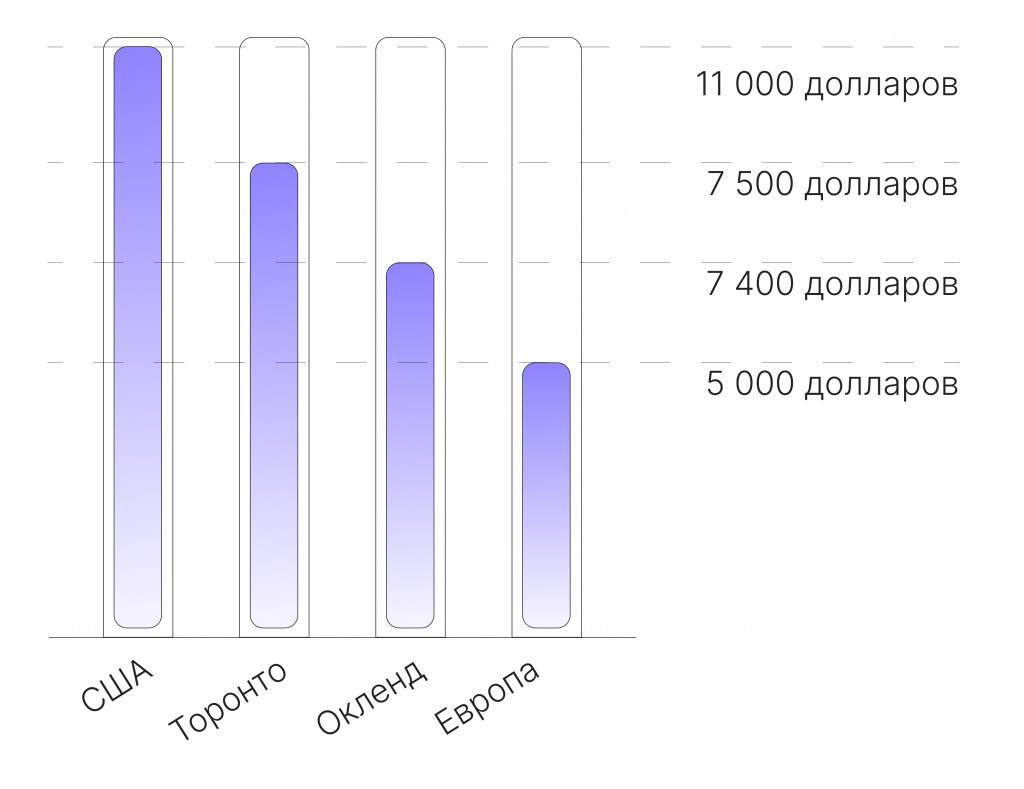 11 000 долларов
7 500 долларов
7 400 долларов
5 000 долларов
США
Торонто
Окленд
Европа